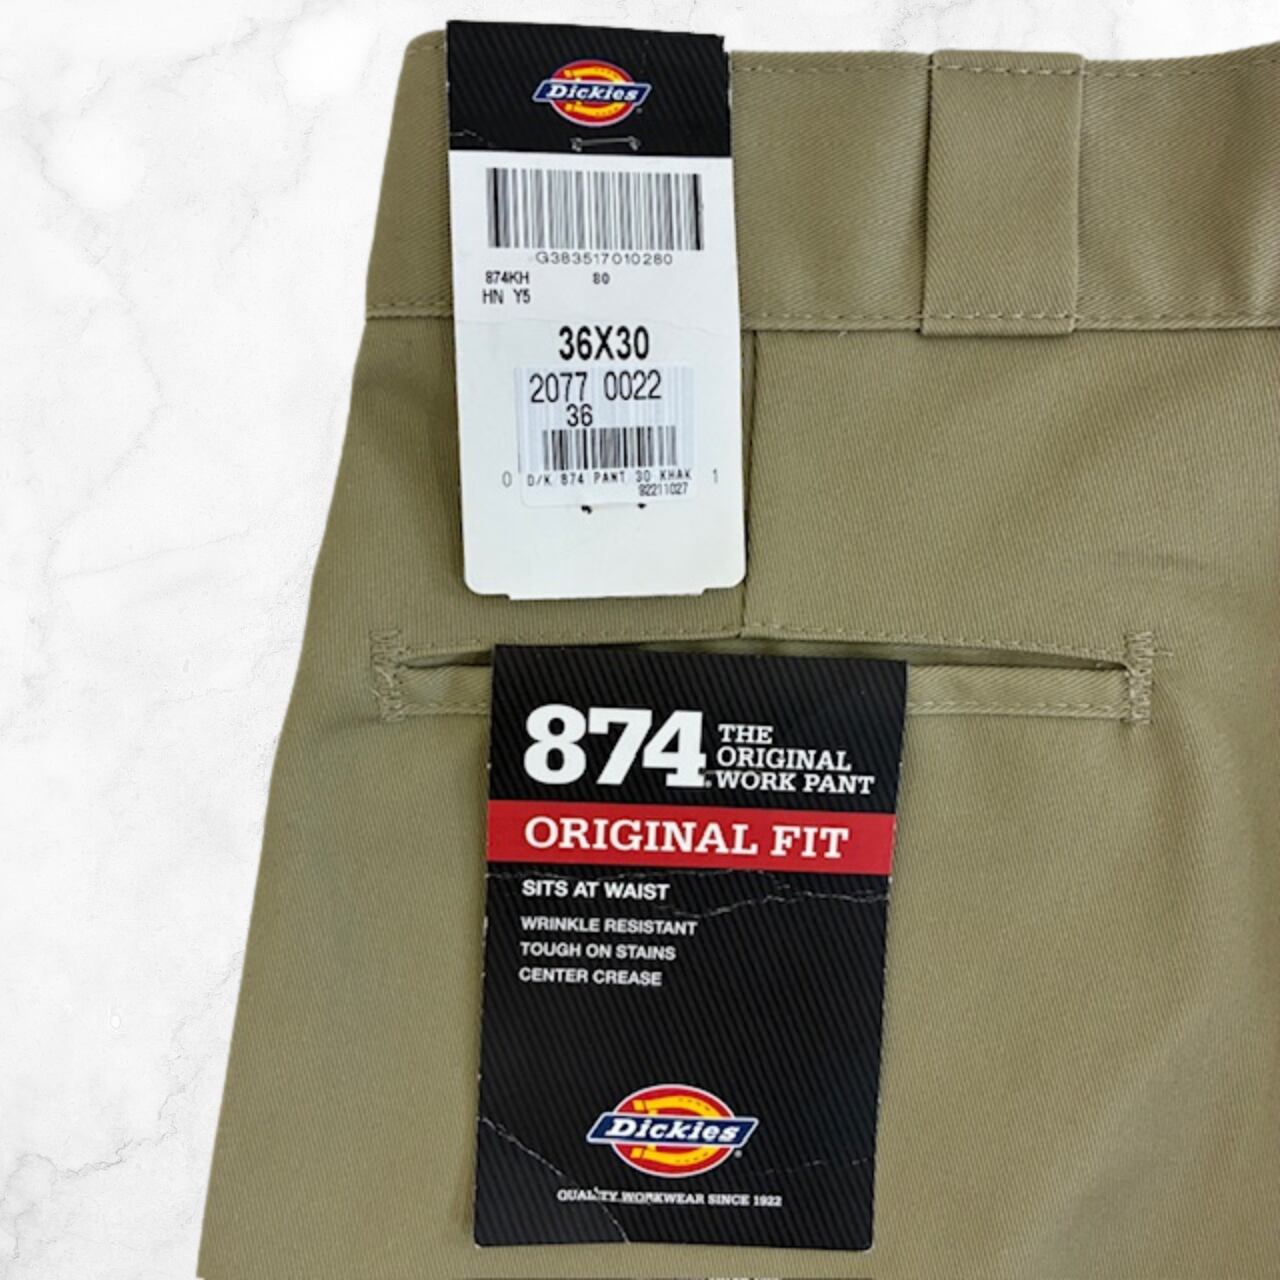 Dickies
G383517010280
874KH 80
HN Y5
36X30
2077 0022
36
0 D/K 874 PANT 30 KHAK 1
92211027
874 THE
ORIGINAL
WORK PANT
ORIGINAL FIT
SITS AT WAIST
WRINKLE RESISTANT
TOUGH ON STAINS
CENTER CREASE
Dickies
QUALITY WORKWEAR SINCE 1922